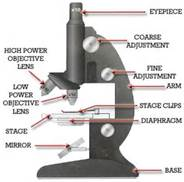 EYEPIECE
HIGH POWER
OBJECTIVE
LENS
COARSE
ADJUSTMENT
LOW
POWER
OBJECTIVE
LENS
FINE
ADJUSTMENT
ARM
STAGE CLIPS
DIAPHRAGM
STAGE
MIRROR
BASE